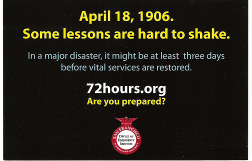 April 18, 1906.
Some lessons are hard to shake.
In a major disaster, it might be at least three days
before vital services are restored.
72hours.org
Are you prepared?